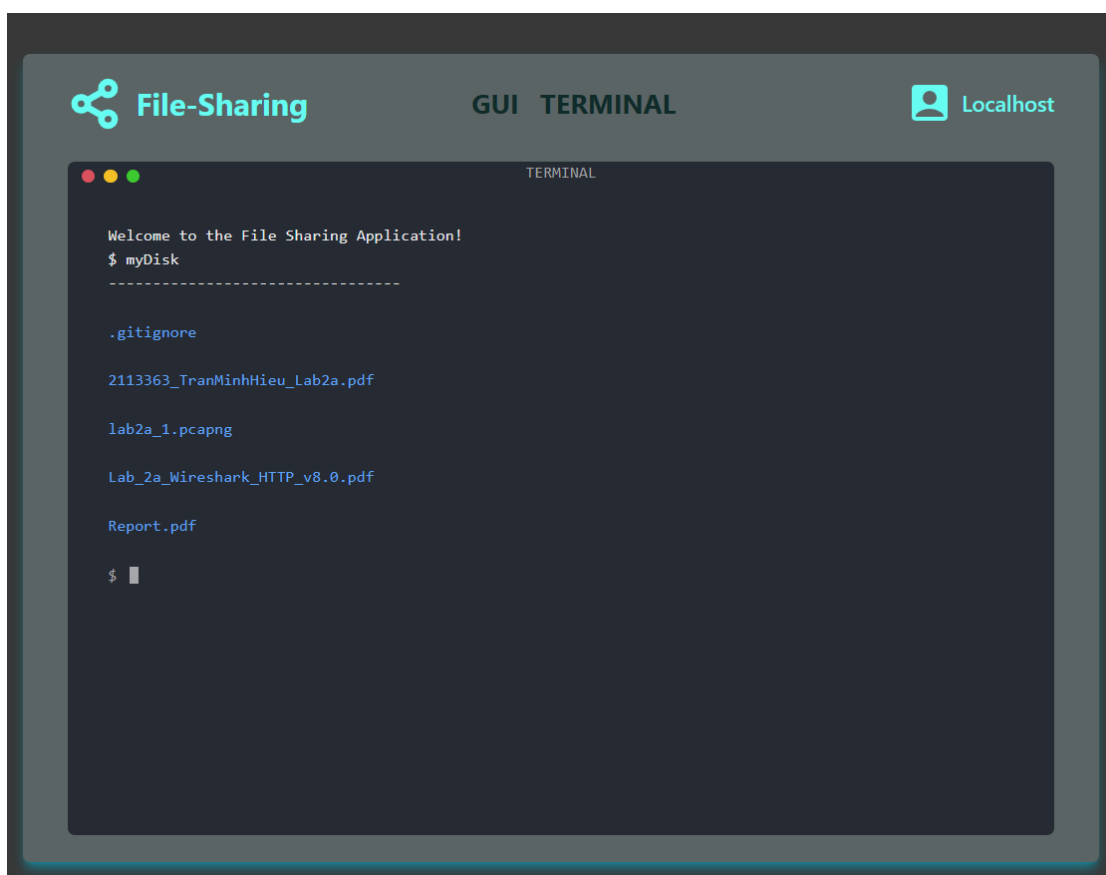 File-Sharing
GUI TERMINAL
Localhost
TERMINAL
Welcome to the File Sharing Application!
$ myDisk
---------------------------------
.gitignore
2113363_TranMinhHieu_Lab2a.pdf
lab2a_1.pcapng
Lab_2a_Wireshark_HTTP_v8.0.pdf
Report.pdf
$